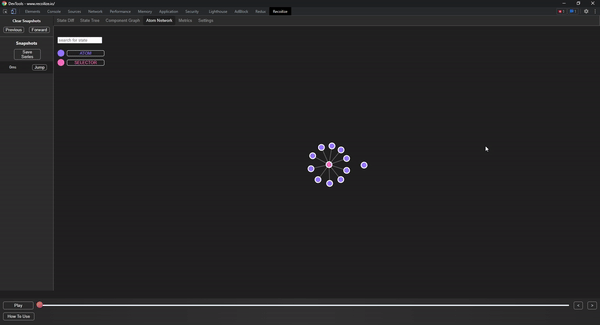 DevTools - www.recoilize.io/
Elements Console Sources Network Performance Memory Application Security Lighthouse AdBlock Redux Recoilize
Clear Snapshots
State Diff State Tree Component Graph Atom Network Metrics Settings
Previous Forward
Snapshots
search for state
Save Series
ATOM
SELECTOR
Jump
Play
< >
How To Use